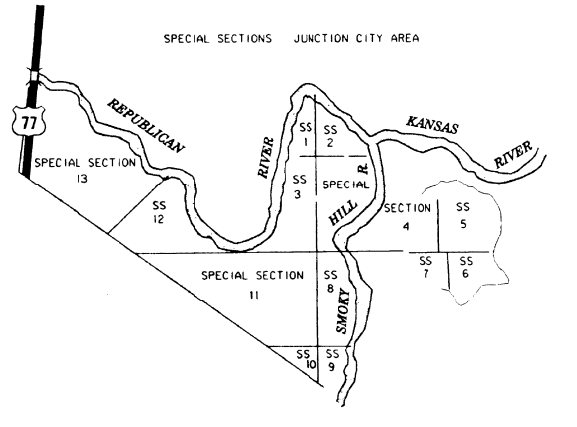 SPECIAL SECTIONS JUNCTION CITY AREA
77
REPUBLICAN
RIVER
KANSAS
RIVER
SS
1
SS
2
SPECIAL SECTION
13
SS
3
SPECIAL
R.
HILL
SMOKY
SS
12
SECTION
4
SS
5
SS
7
SS
6
SPECIAL SECTION
11
SS
8
SS
10
SS
9